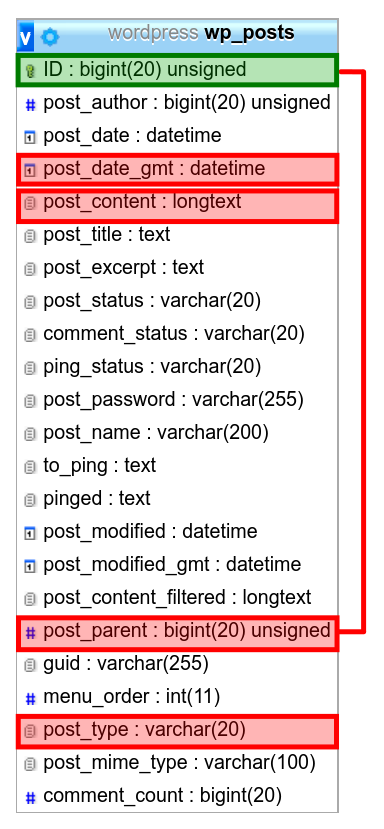 v wordpress wp_posts
ID : bigint(20) unsigned
# post_author : bigint(20) unsigned
post_date : datetime
post_date_gmt : datetime
post_content : longtext
post_title : text
post_excerpt : text
post_status : varchar(20)
comment_status : varchar(20)
ping_status : varchar(20)
post_password : varchar(255)
post_name : varchar(200)
to_ping : text
pinged : text
post_modified : datetime
post_modified_gmt : datetime
post_content_filtered : longtext
# post_parent : bigint(20) unsigned
guid : varchar(255)
# menu_order : int(11)
post_type : varchar(20)
post_mime_type : varchar(100)
# comment_count : bigint(20)